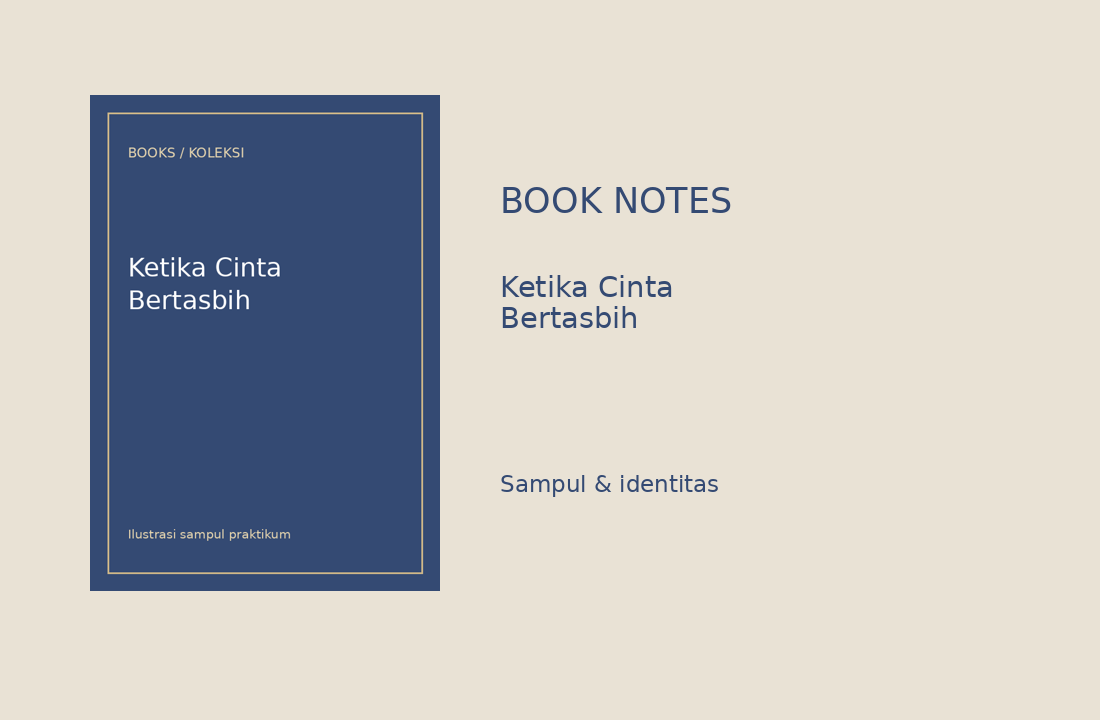 BOOKS / KOLEKSI
Ketika Cinta
Bertasbih
Ilustrasi sampul praktikum
BOOK NOTES
Ketika Cinta
Bertasbih
Sampul & identitas